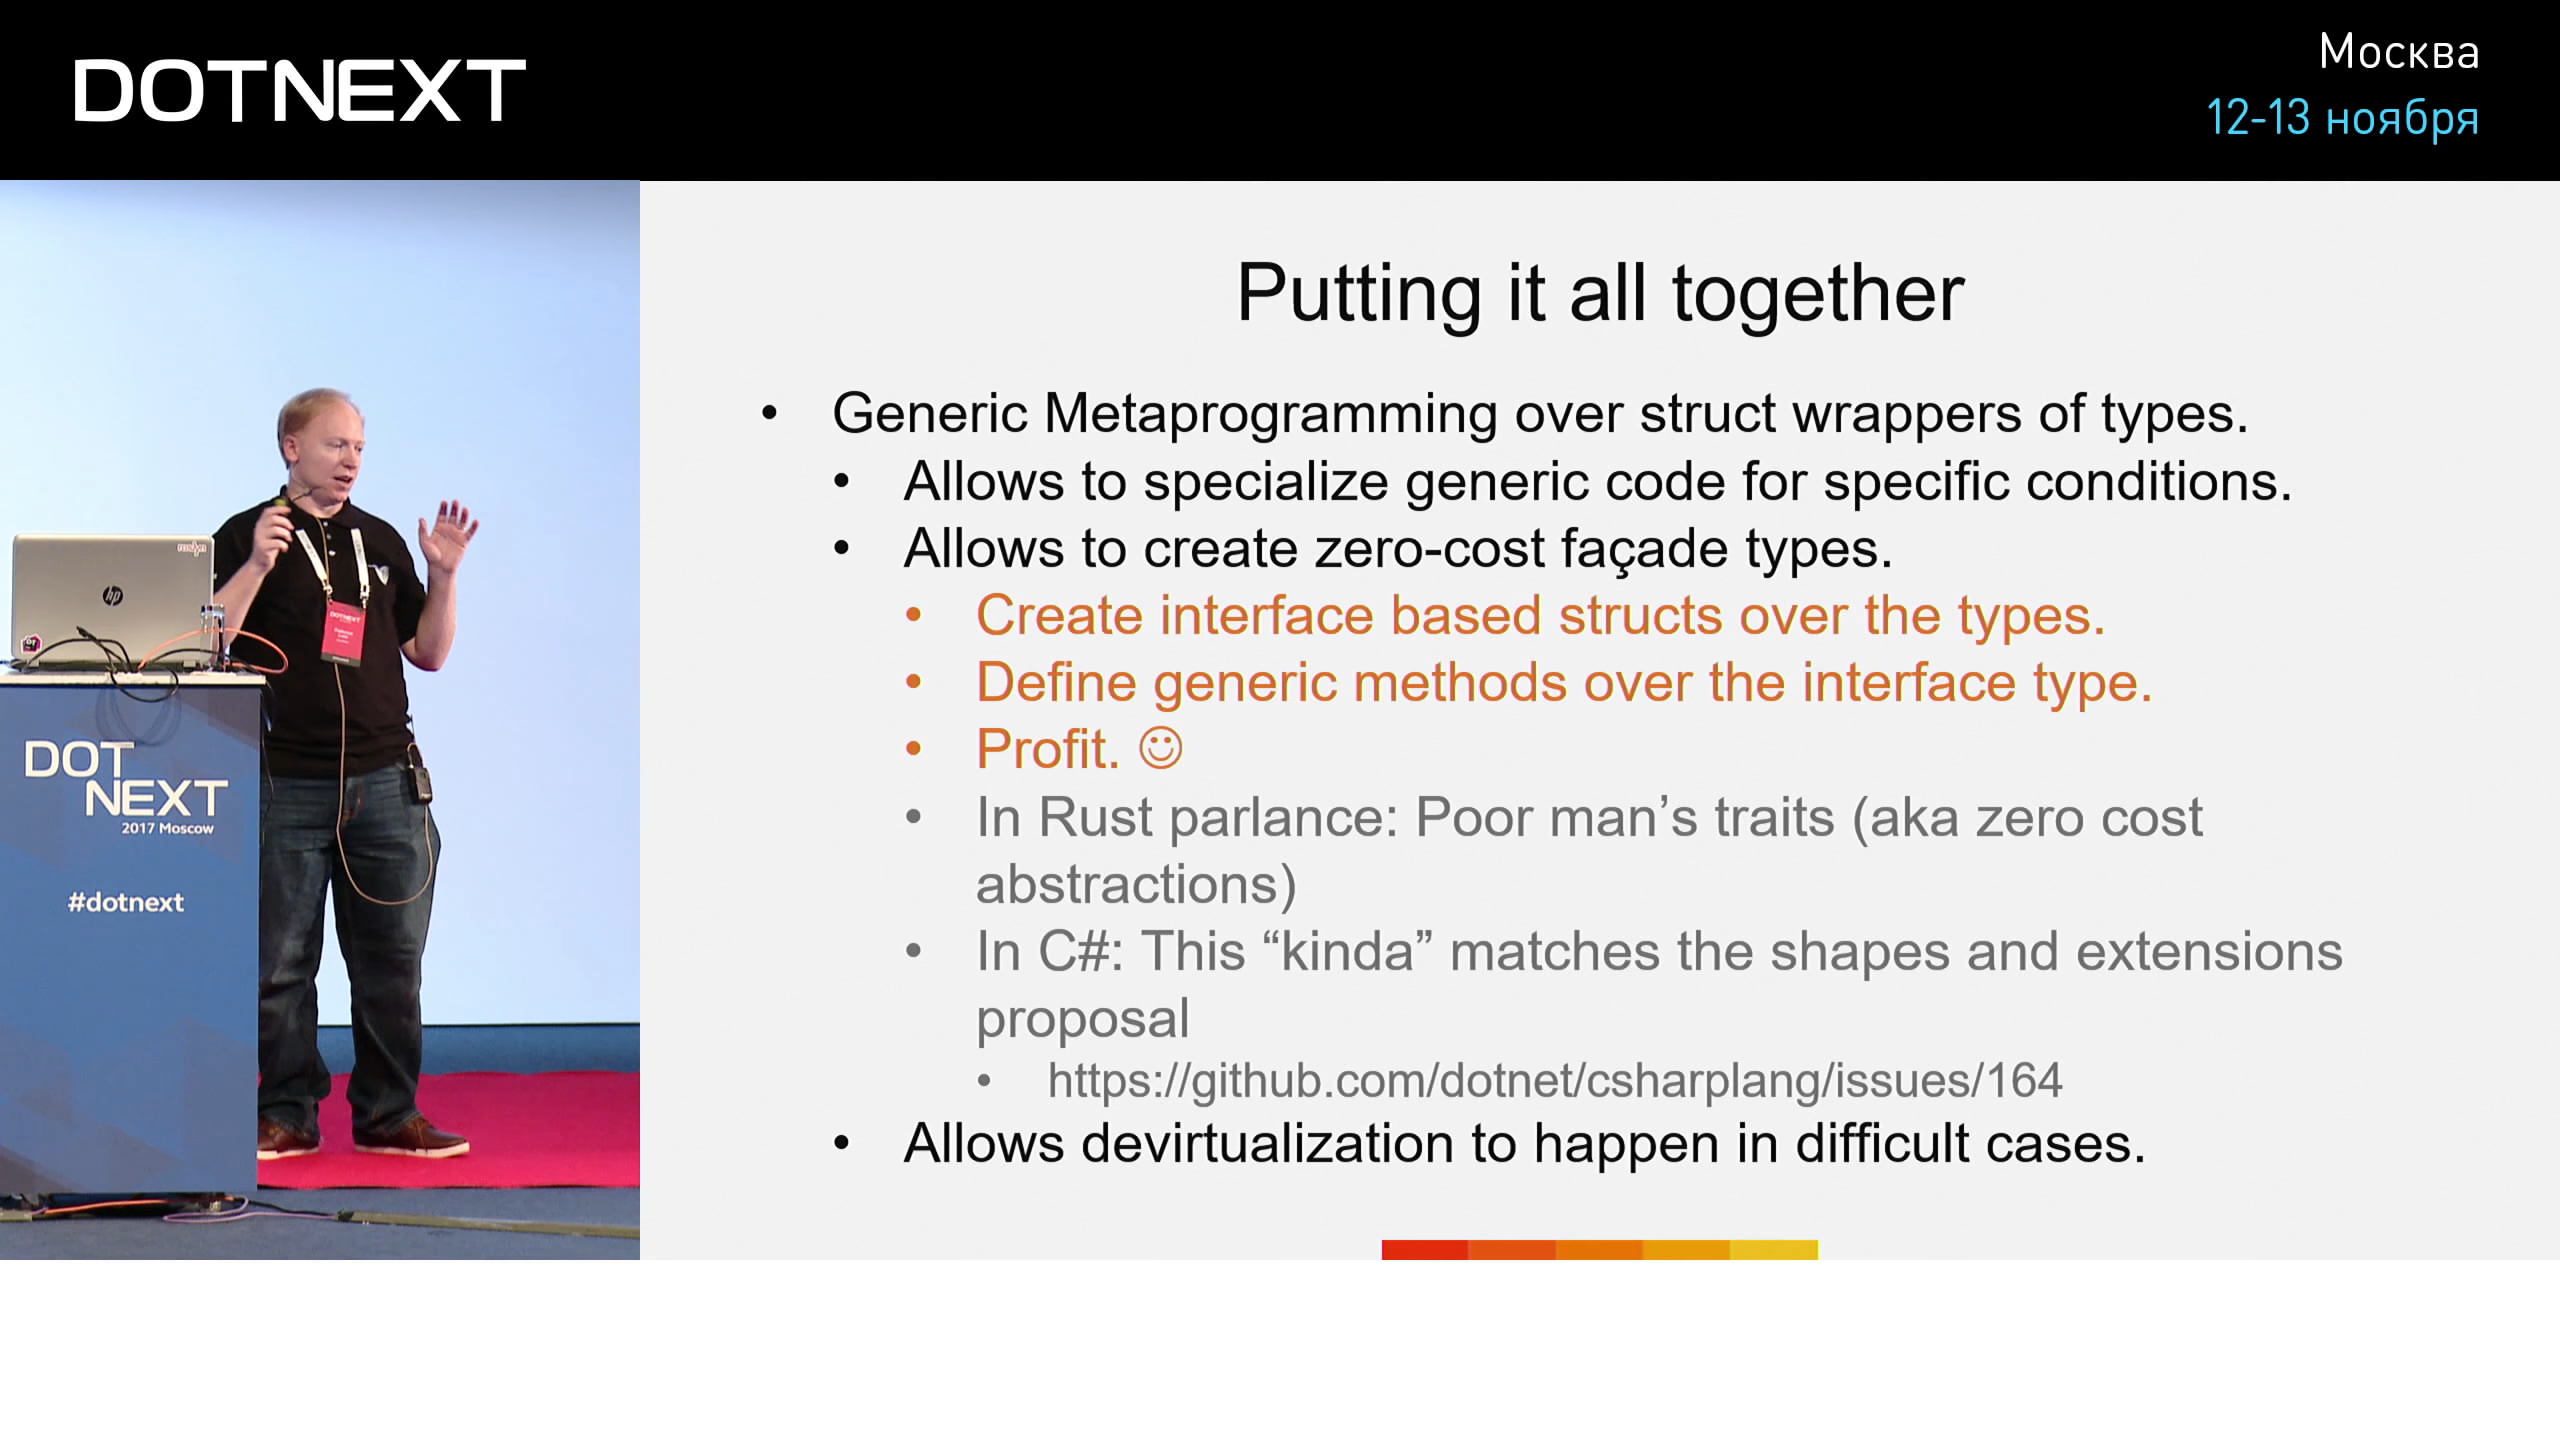 DOTNEXT
Москва
12-13 ноября
Putting it all together
• Generic Metaprogramming over struct wrappers of types.
• Allows to specialize generic code for specific conditions.
• Allows to create zero-cost façade types.
• Create interface based structs over the types.
• Define generic methods over the interface type.
• Profit. ☺
• In Rust parlance: Poor man’s traits (aka zero cost
abstractions)
• In C#: This “kinda” matches the shapes and extensions
proposal
• https://github.com/dotnet/csharplang/issues/164
• Allows devirtualization to happen in difficult cases.
roslyn
hp
DOTNEXT
DOT
NEXT
2017 Moscow
#dotnext